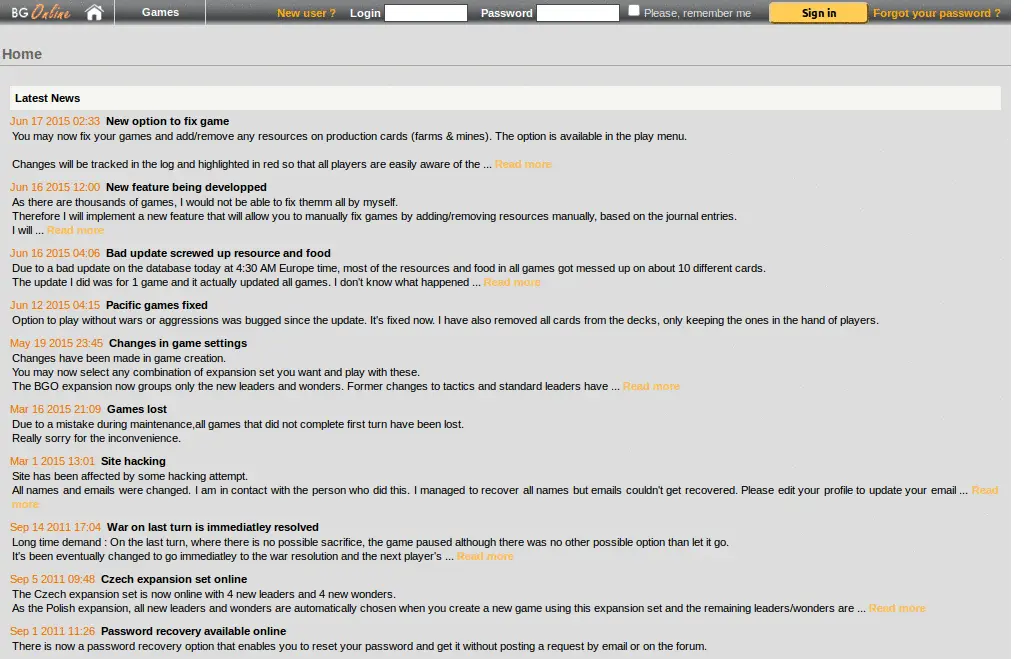 BG Online Games New user ? Login Password Please, remember me Sign in Forgot your password ?
Home
Latest News
Jun 17 2015 02:33 New option to fix game
You may now fix your games and add/remove any resources on production cards (farms & mines). The option is available in the play menu.
Changes will be tracked in the log and highlighted in red so that all players are easily aware of the ... Read more
Jun 16 2015 12:00 New feature being developped
As there are thousands of games, I would not be able to fix themm all by myself.
Therefore I will implement a new feature that will allow you to manually fix games by adding/removing resources manually, based on the journal entries.
I will ... Read more
Jun 16 2015 04:06 Bad update screwed up resource and food
Due to a bad update on the database today at 4:30 AM Europe time, most of the resources and food in all games got messed up on about 10 different cards.
The update I did was for 1 game and it actually updated all games. I don't know what happened ... Read more
Jun 12 2015 04:15 Pacific games fixed
Option to play without wars or aggressions was bugged since the update. It's fixed now. I have also removed all cards from the decks, only keeping the ones in the hand of players.
May 19 2015 23:45 Changes in game settings
Changes have been made in game creation.
You may now select any combination of expansion set you want and play with these.
The BGO expansion now groups only the new leaders and wonders. Former changes to tactics and standard leaders have ... Read more
Mar 16 2015 21:09 Games lost
Due to a mistake during maintenance,all games that did not complete first turn have been lost.
Really sorry for the inconvenience.
Mar 1 2015 13:01 Site hacking
Site has been affected by some hacking attempt.
All names and emails were changed. I am in contact with the person who did this. I managed to recover all names but emails couldn't get recovered. Please edit your profile to update your email ... Read
more
Sep 14 2011 17:04 War on last turn is immediatley resolved
Long time demand : On the last turn, where there is no possible sacrifice, the game paused although there was no other possible option than let it go.
It's been eventually changed to go immediatley to the war resolution and the next player's ... Read more
Sep 5 2011 09:48 Czech expansion set online
The Czech expansion set is now online with 4 new leaders and 4 new wonders.
As the Polish expansion, all new leaders and wonders are automatically chosen when you create a new game using this expansion set and the remaining leaders/wonders are ... Read more
Sep 1 2011 11:26 Password recovery available online
There is now a password recovery option that enables you to reset your password and get it without posting a request by email or on the forum.